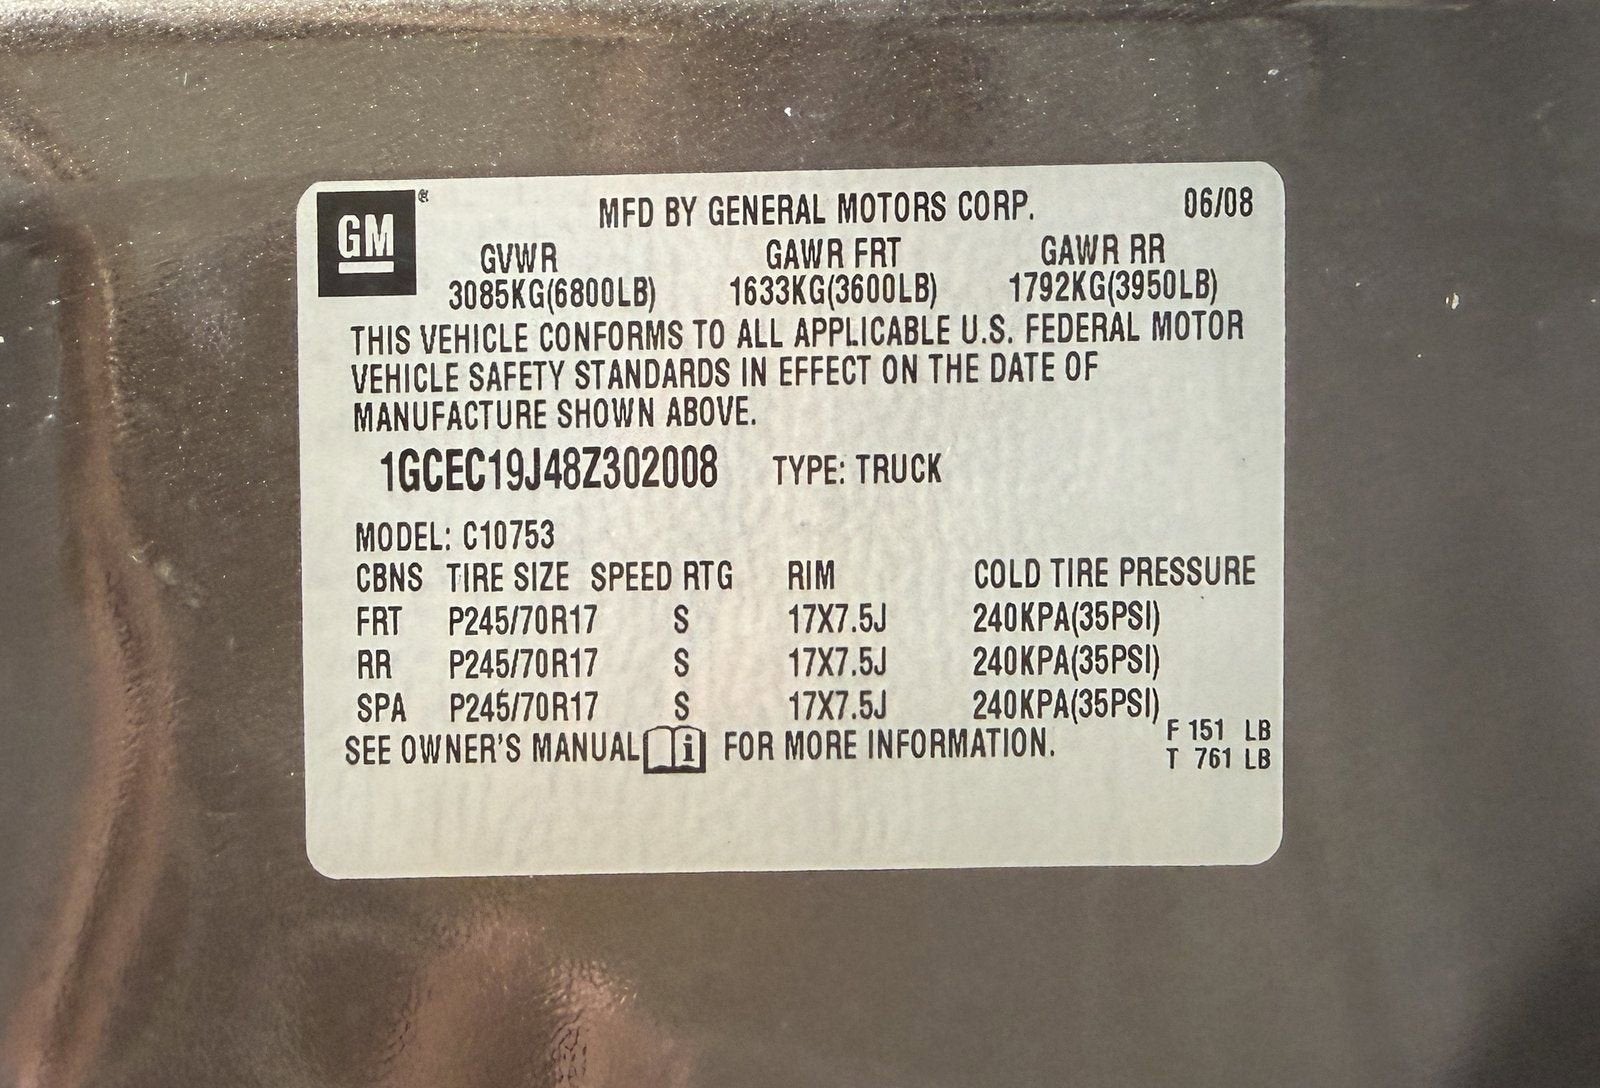 GM® MFD BY GENERAL MOTORS CORP. 06/08
GVWR GAWR FRT GAWR RR
3085KG(6800LB) 1633KG(3600LB) 1792KG(3950LB)
THIS VEHICLE CONFORMS TO ALL APPLICABLE U.S. FEDERAL MOTOR
VEHICLE SAFETY STANDARDS IN EFFECT ON THE DATE OF
MANUFACTURE SHOWN ABOVE.
1GCEC19J48Z302008 TYPE: TRUCK
MODEL: C10753
CBNS TIRE SIZE SPEED RTG RIM COLD TIRE PRESSURE
FRT P245/70R17 S 17X7.5J 240KPA(35PSI)
RR P245/70R17 S 17X7.5J 240KPA(35PSI)
SPA P245/70R17 S 17X7.5J 240KPA(35PSI)
SEE OWNER'S MANUAL i FOR MORE INFORMATION. F 151 LB
T 761 LB